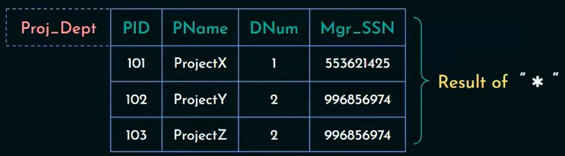 Proj_Dept PID PName DNum Mgr_SSN
101 ProjectX 1 553621425
102 ProjectY 2 996856974
103 ProjectZ 2 996856974
Result of " * "